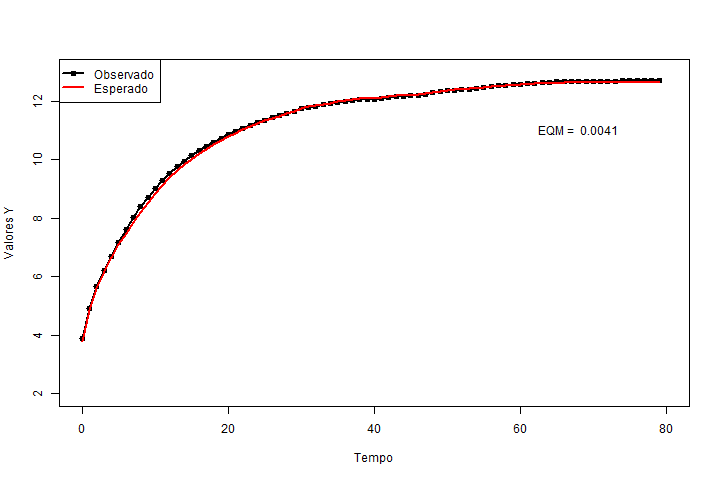 Observado
Esperado
EQM = 0.0041
Valores Y
2
4
6
8
10
12
0
20
40
60
80
Tempo